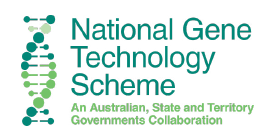 National Gene
Technology
Scheme
An Australian, State and Territory
Governments Collaboration